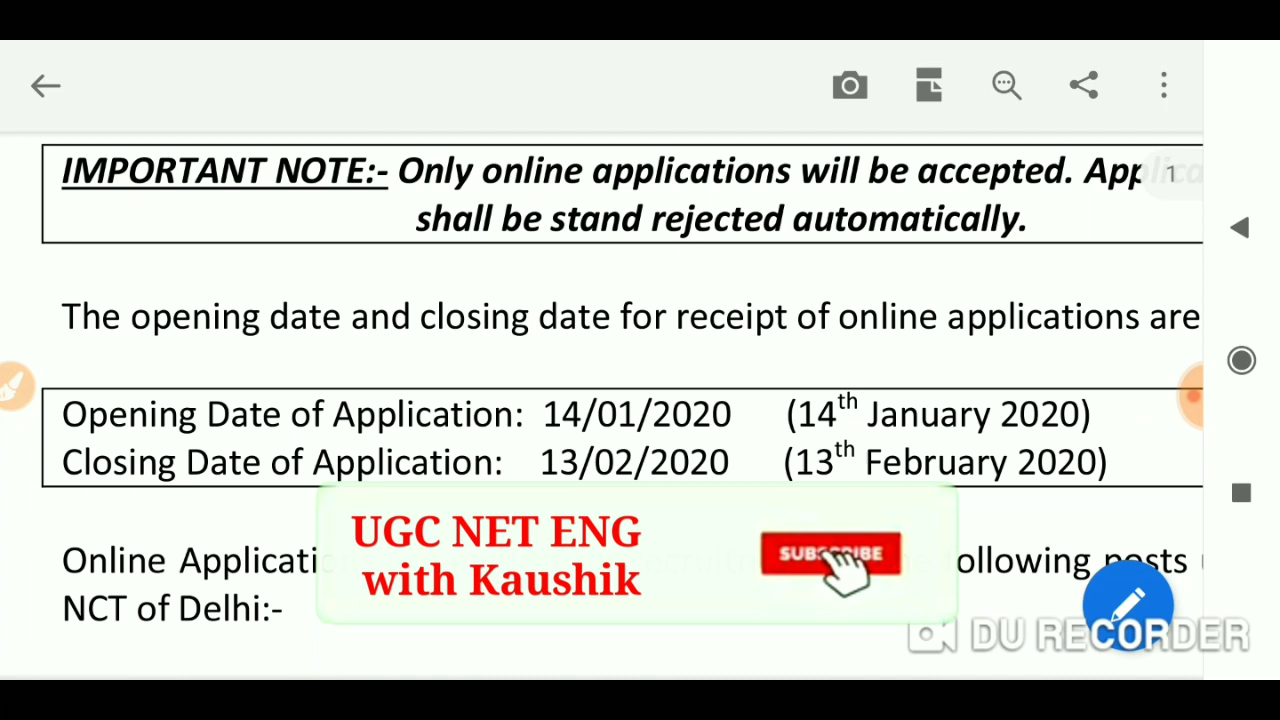 IMPORTANT NOTE:- Only online applications will be accepted.
1
shall be stand rejected automatically.
The opening date and closing date for receipt of online applications are
Opening Date of Application: 14/01/2020 (14th January 2020)
Closing Date of Application: 13/02/2020 (13th February 2020)
UGC NET ENG
with Kaushik
SUBSCRIBE
Online posts
NCT of Delhi:-
DU RECORDER